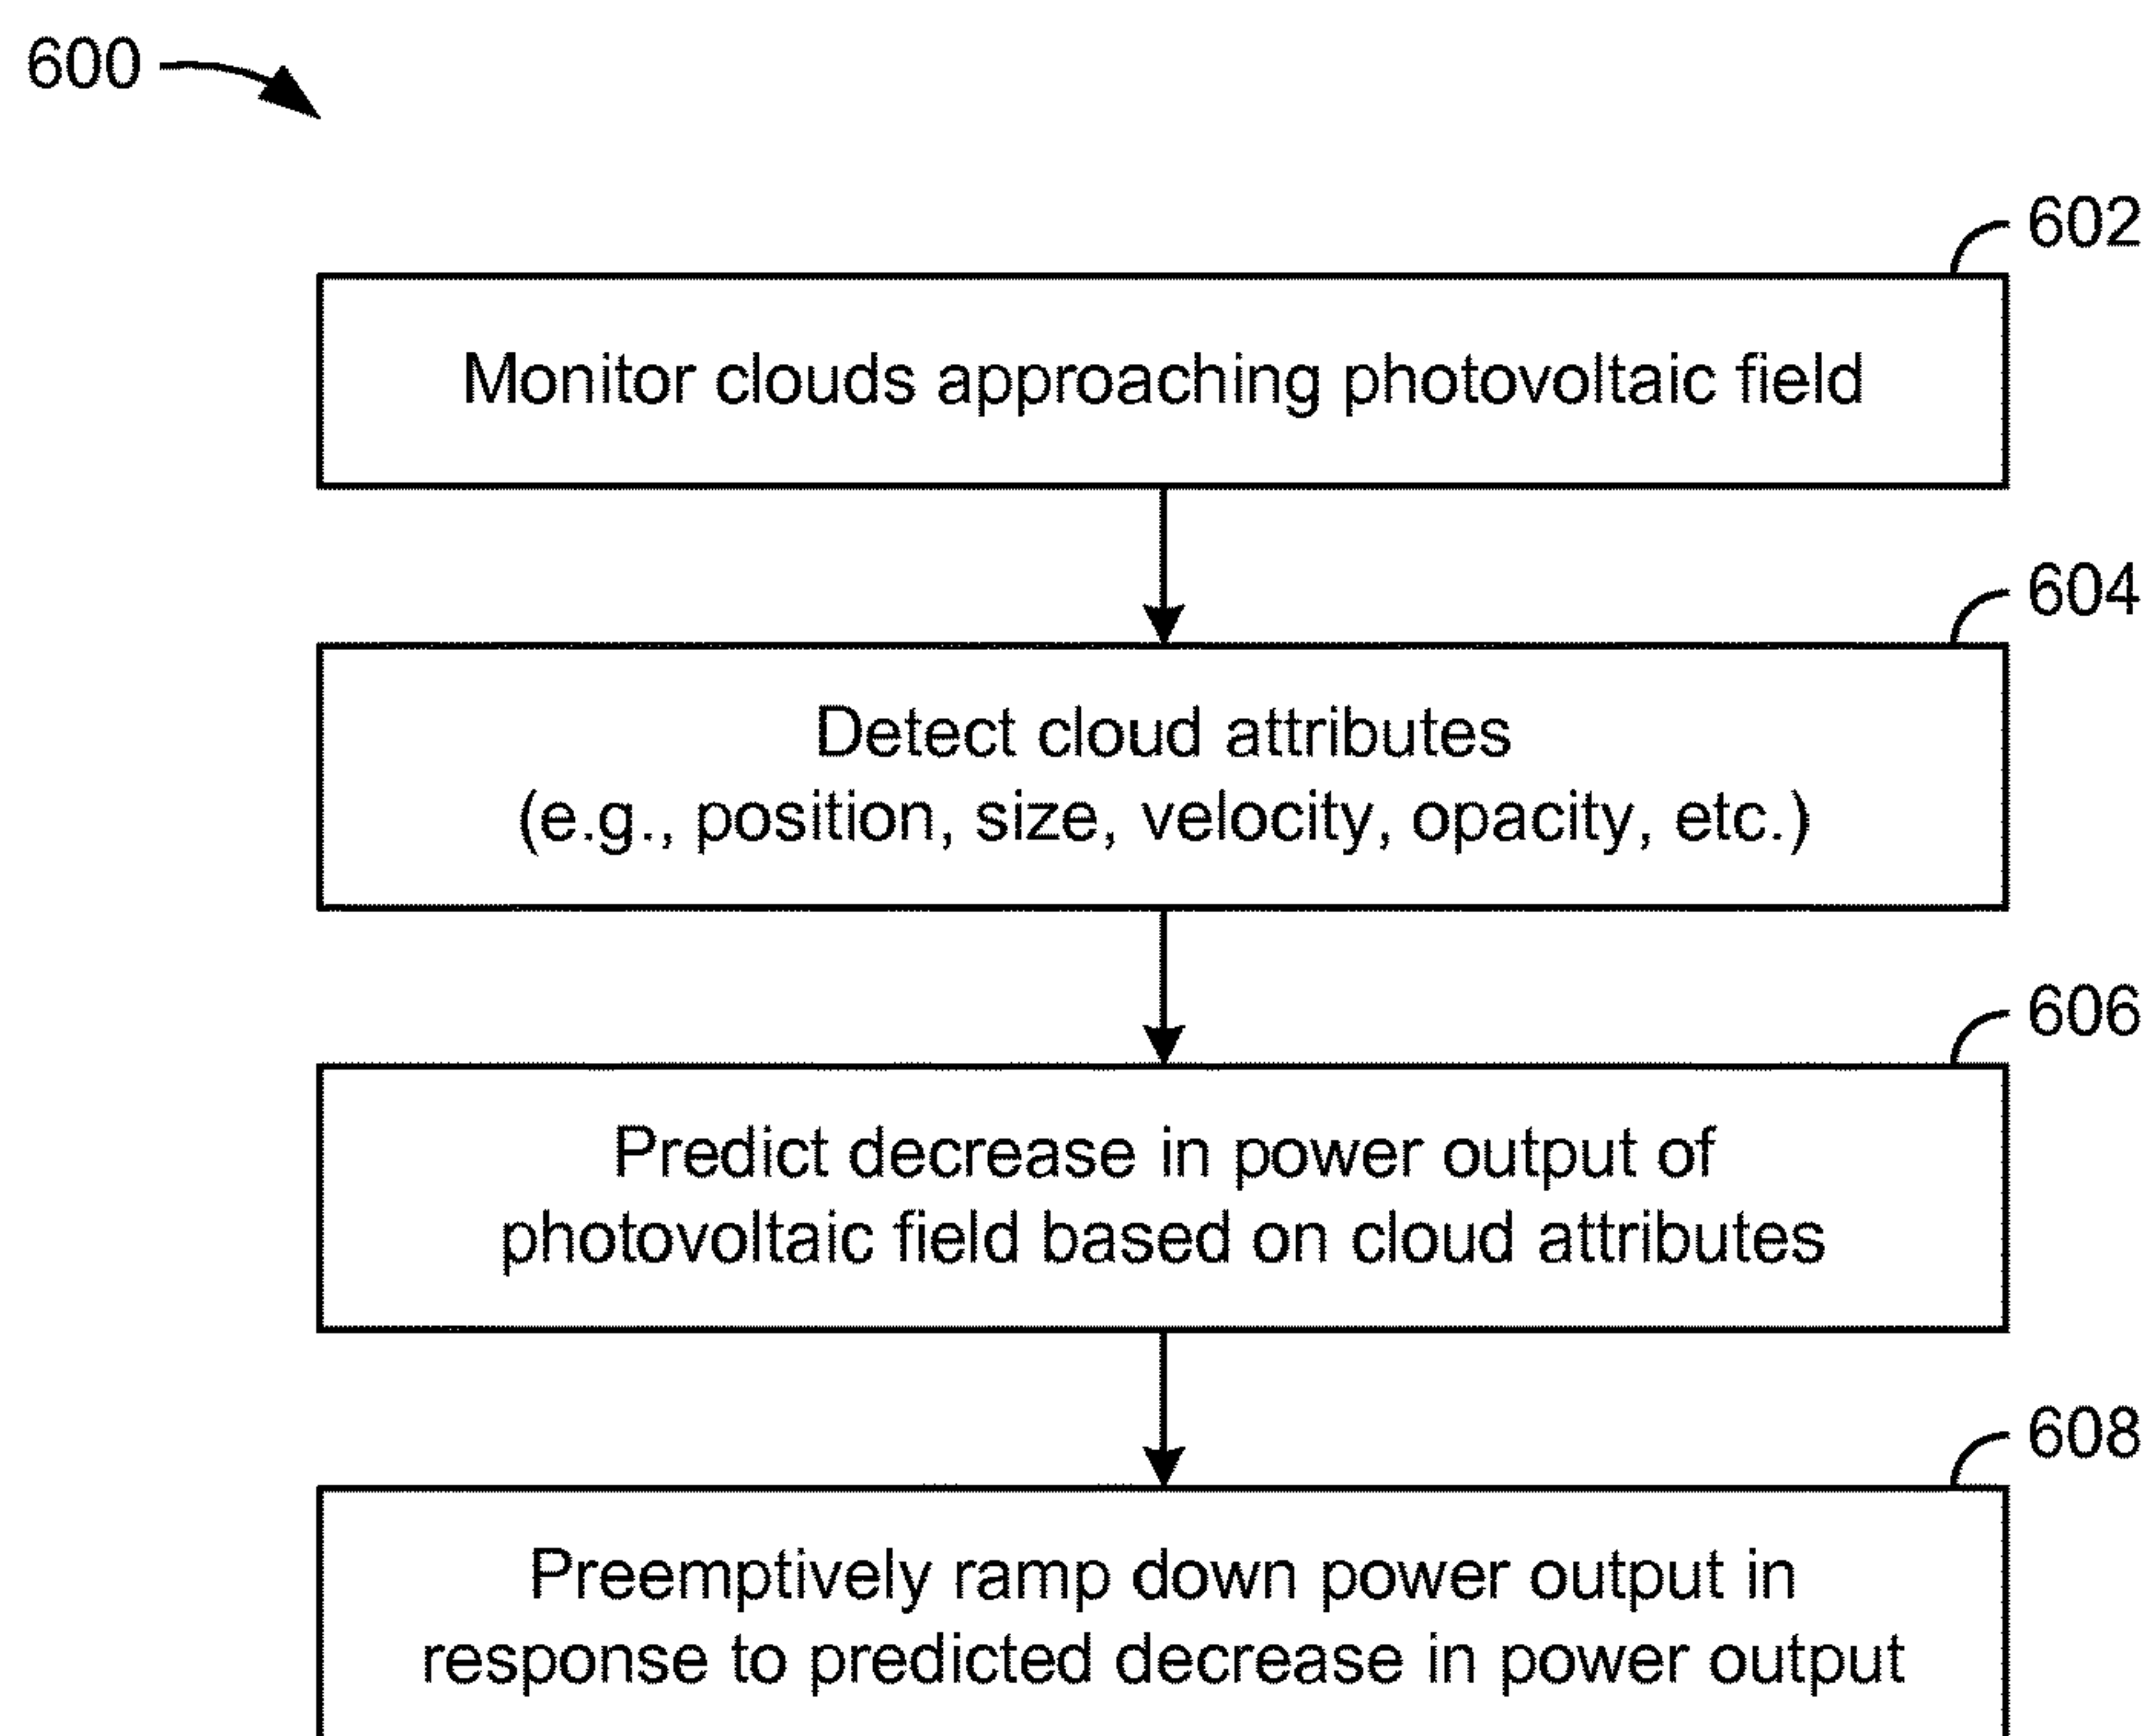 600
602
Monitor clouds approaching photovoltaic field
604
Detect cloud attributes
(e.g., position, size, velocity, opacity, etc.)
606
Predict decrease in power output of
photovoltaic field based on cloud attributes
608
Preemptively ramp down power output in
response to predicted decrease in power output